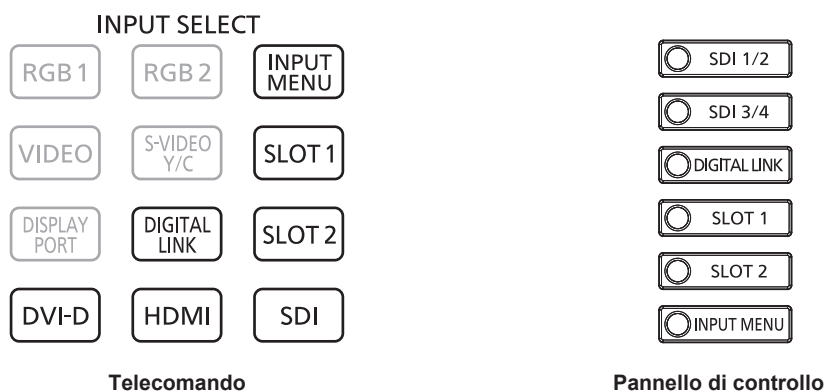 INPUT SELECT
RGB 1
RGB 2
INPUT
MENU
VIDEO
S-VIDEO
Y/C
SLOT 1
DISPLAY
PORT
DIGITAL
LINK
SLOT 2
DVI-D
HDMI
SDI
Telecomando
SDI 1/2
SDI 3/4
DIGITAL LINK
SLOT 1
SLOT 2
INPUT MENU
Pannello di controllo